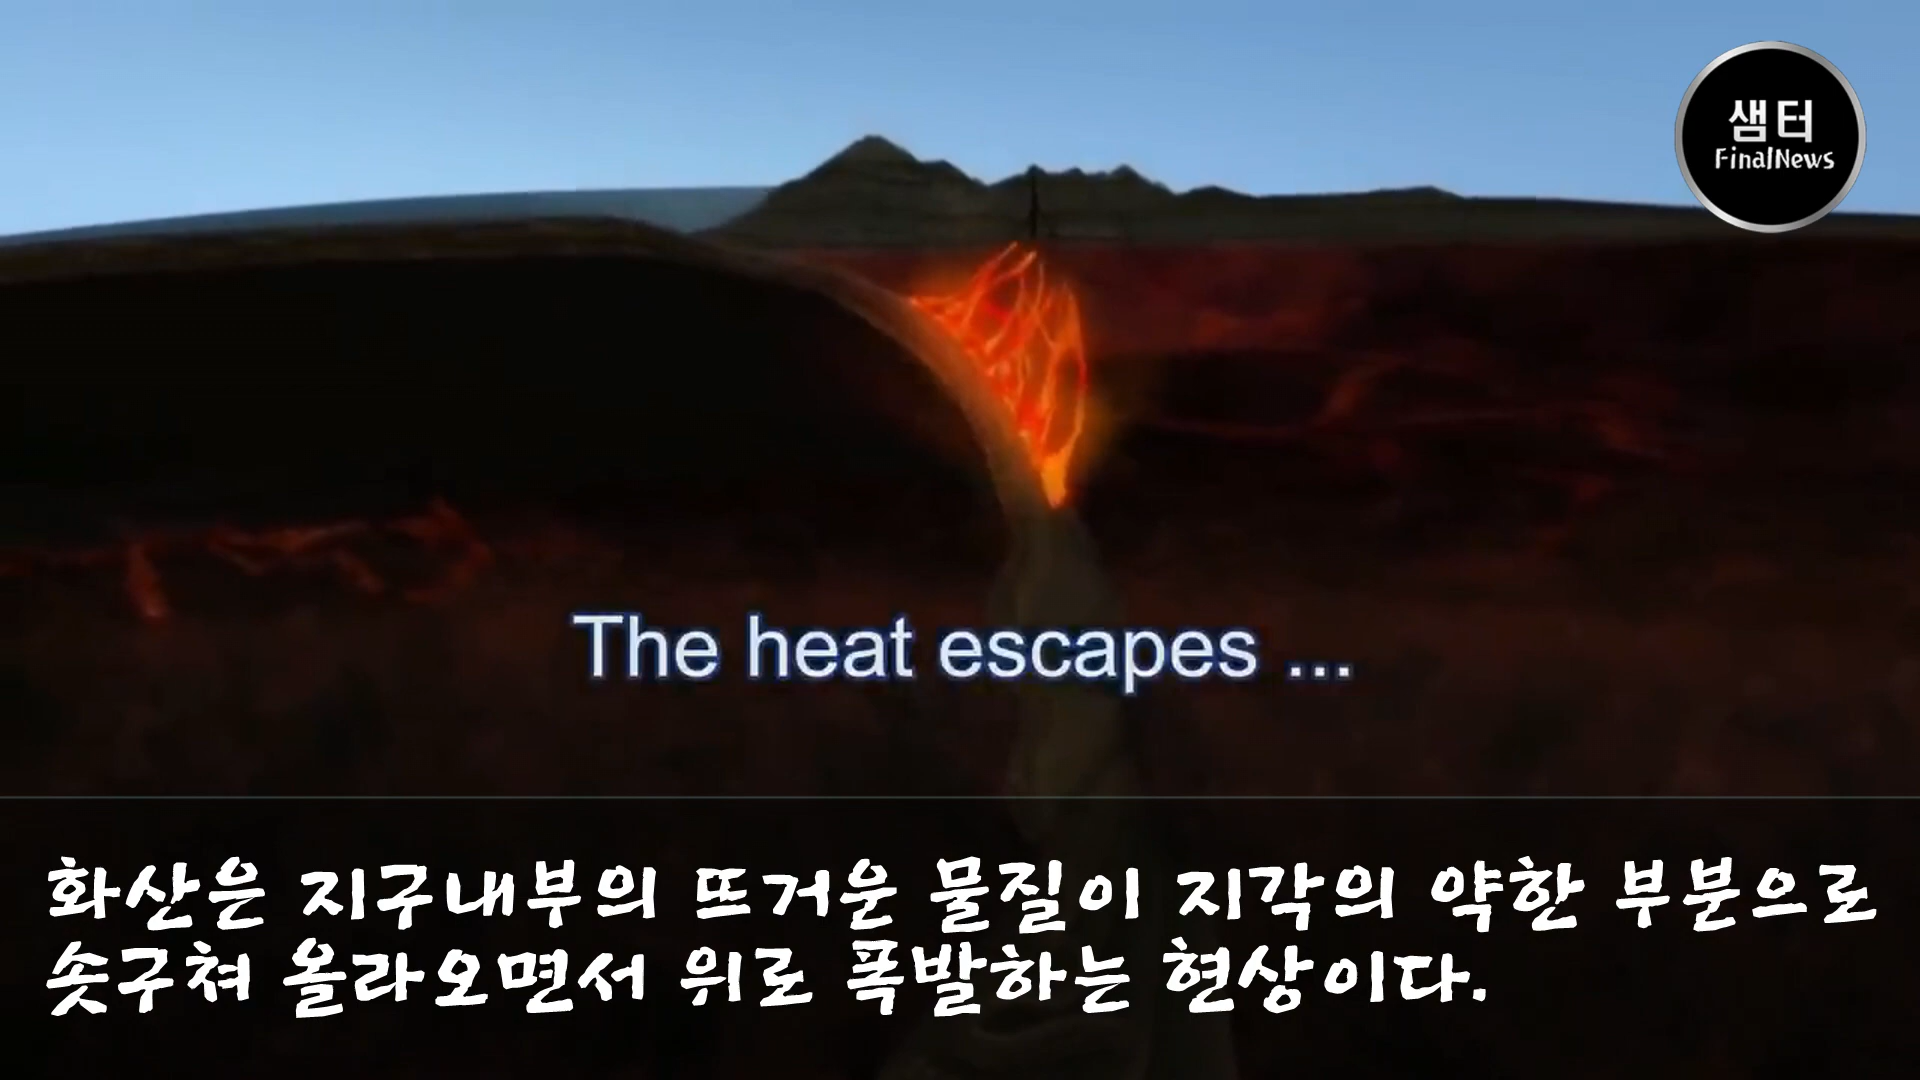 샘터
FinalNews
The heat escapes ...
화산은 지구내부의 뜨거운 물질이 지각의 약한 부분으로
솟구쳐 올라오면서 위로 폭발하는 현상이다.